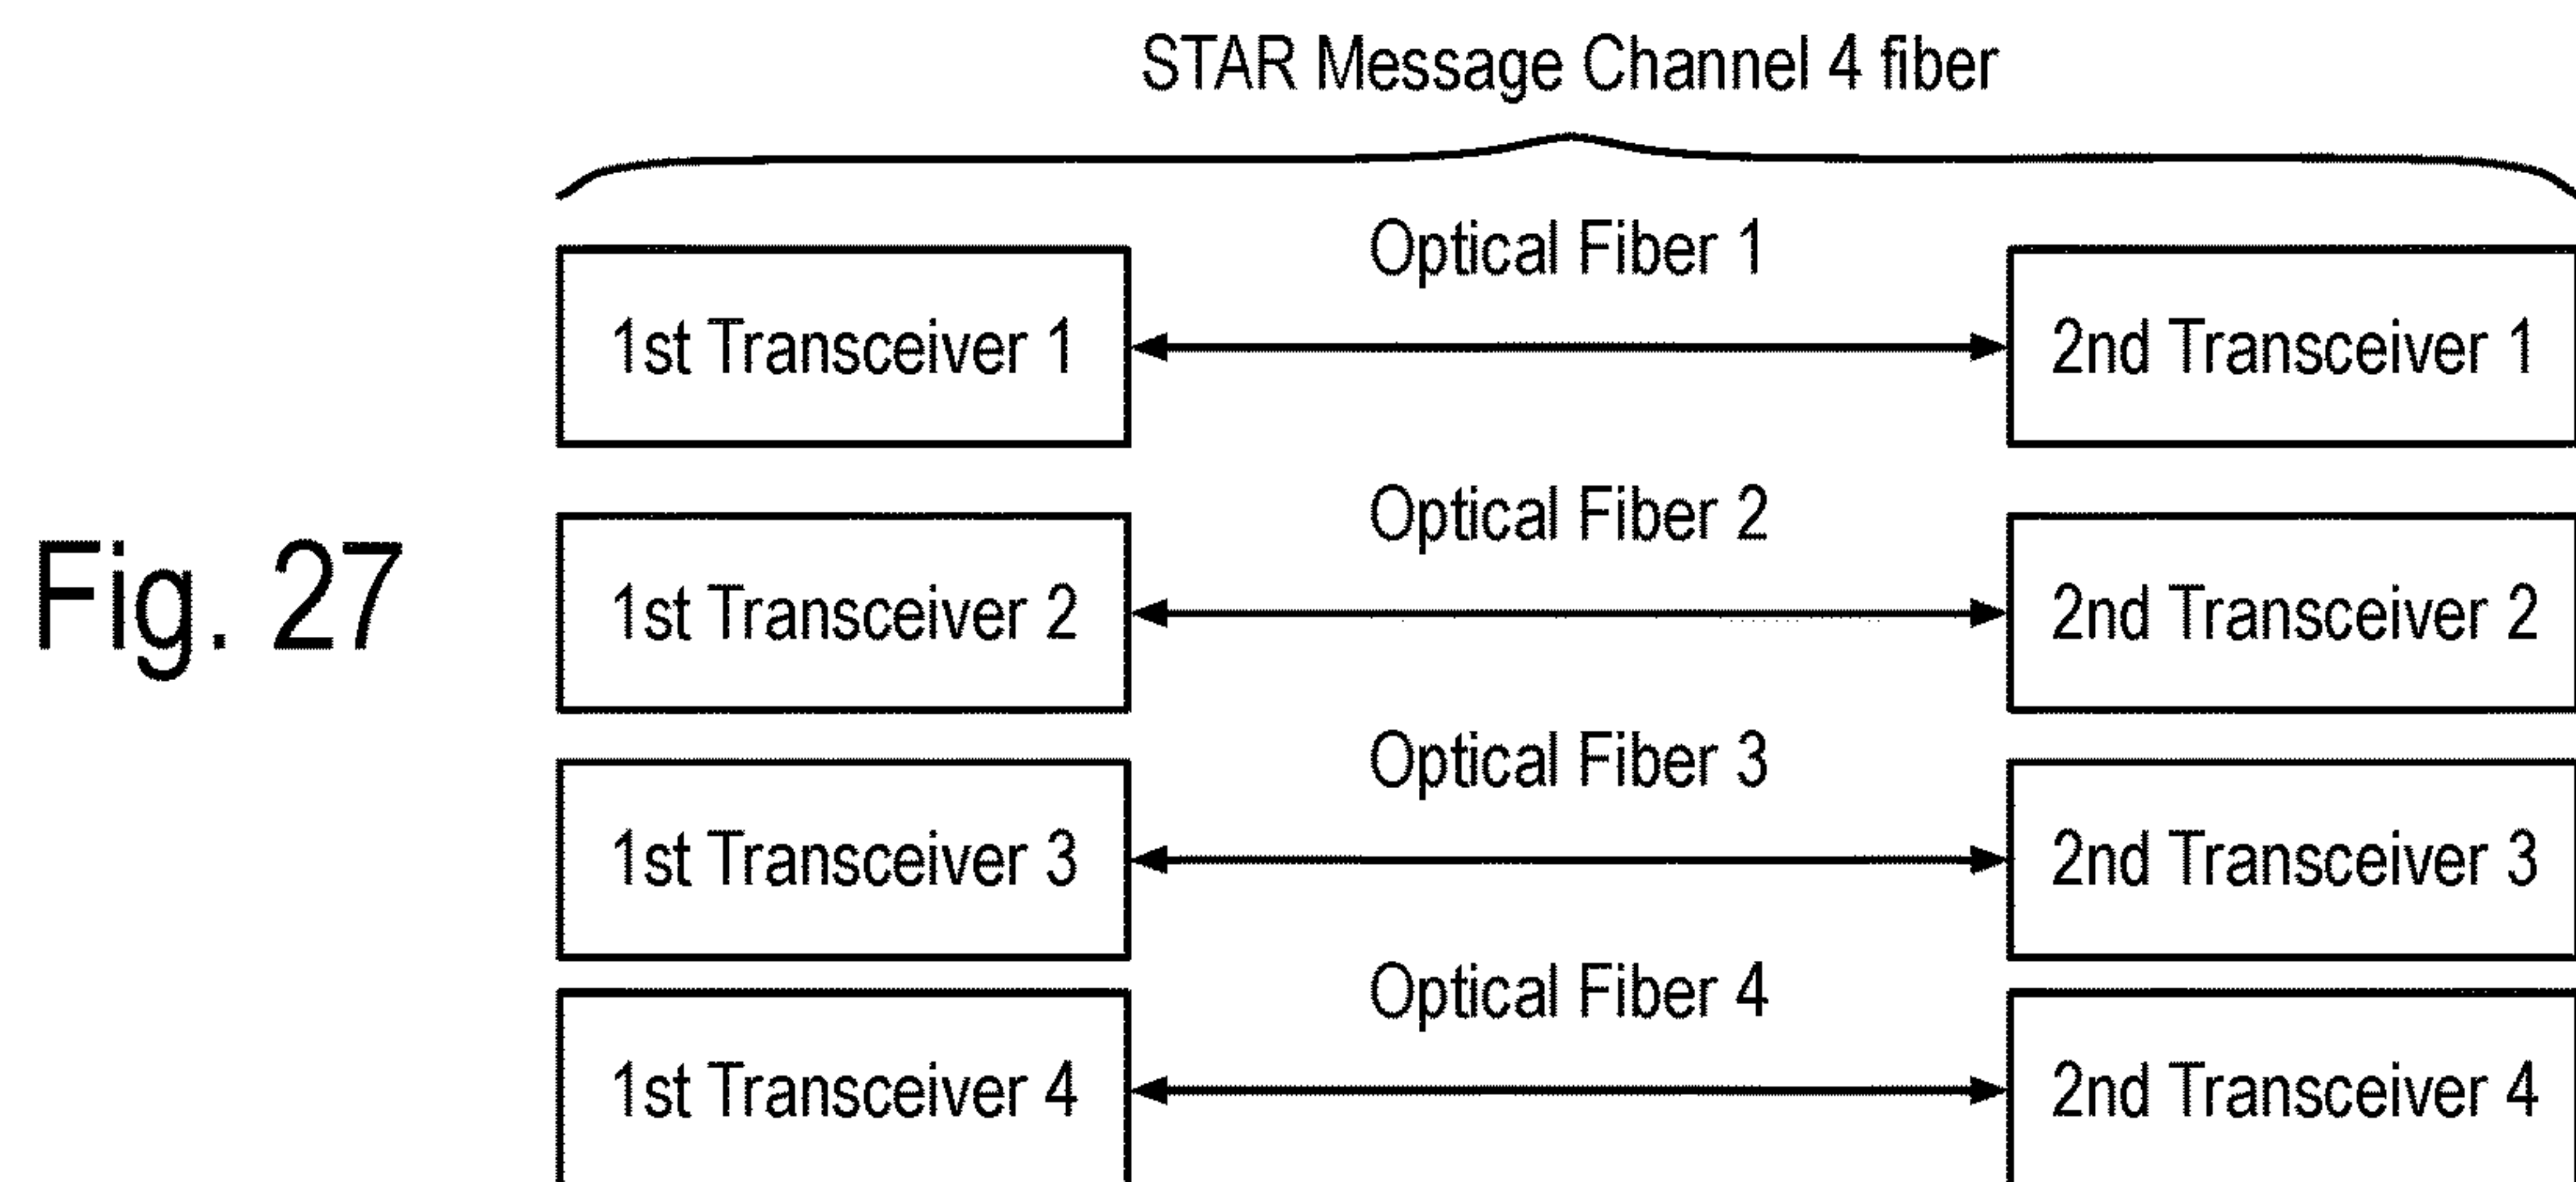 STAR Message Channel 4 fiber
Optical Fiber 1
1st Transceiver 1
2nd Transceiver 1
Optical Fiber 2
Fig. 27
1st Transceiver 2
2nd Transceiver 2
Optical Fiber 3
1st Transceiver 3
2nd Transceiver 3
Optical Fiber 4
1st Transceiver 4
2nd Transceiver 4